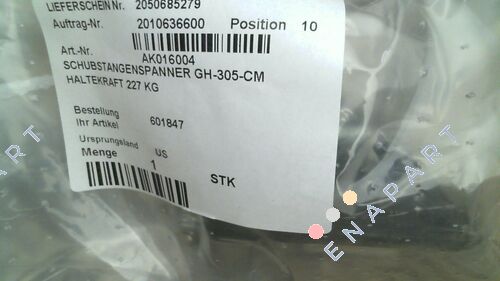 LIEFERSCHEIN Nr. 2050685279
Auftrag-Nr. 2010636600 Position 10
Art.-Nr. AK016004
SCHUBSTANGENSPANNER GH-305-CM
HALTEKRAFT 227 KG
Bestellung
Ihr Artikel 601847
Ursprungsland US
Menge 1 STK
ENAPART